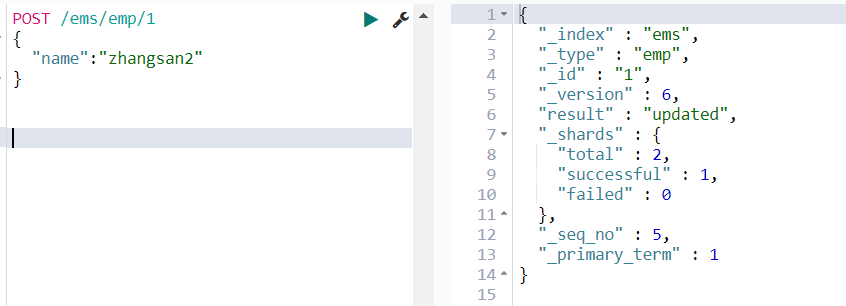 POST /ems/emp/1
{
  "name":"zhangsan2"
}
1 {
2   "_index" : "ems",
3   "_type" : "emp",
4   "_id" : "1",
5   "_version" : 6,
6   "result" : "updated",
7   "_shards" : {
8     "total" : 2,
9     "successful" : 1,
10     "failed" : 0
11   },
12   "_seq_no" : 5,
13   "_primary_term" : 1
14 }
15